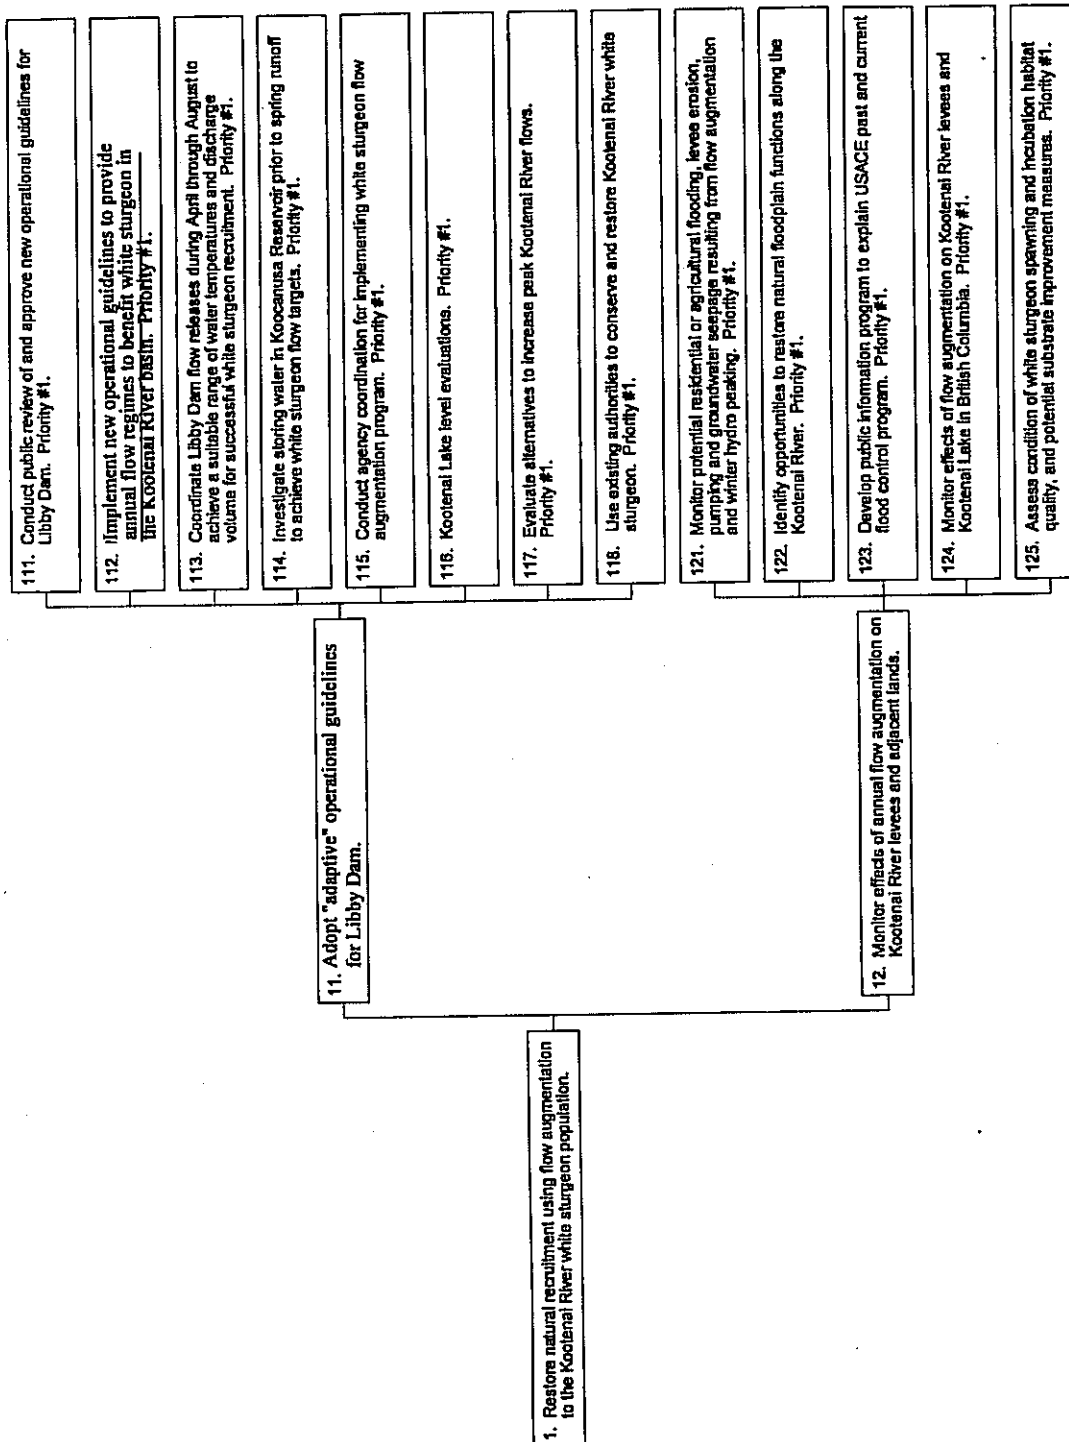 1. Restore natural recruitment using flow augmentation
to the Kootenai River white sturgeon population.
11. Adopt "adaptive" operational guidelines
for Libby Dam.
111. Conduct public review of and approve new operational guidelines for
Libby Dam. Priority #1.
112. Implement new operational guidelines to provide
annual flow regimes to benefit white sturgeon in
the Kootenai River basin. Priority #1.
113. Coordinate Libby Dam flow releases during April through August to
achieve a suitable range of water temperatures and discharge
volume for successful white sturgeon recruitment. Priority #1.
114. Investigate storing water in Koocanusa Reservoir prior to spring runoff
to achieve white sturgeon flow targets. Priority #1.
115. Conduct agency coordination for implementing white sturgeon flow
augmentation program. Priority #1.
116. Kootenai Lake level evaluations. Priority #1.
117. Evaluate alternatives to increase peak Kootenai River flows.
Priority #1.
118. Use existing authorities to conserve and restore Kootenai River white
sturgeon. Priority #1.
12. Monitor effects of annual flow augmentation on
Kootenai River levees and adjacent lands.
121. Monitor potential residential or agricultural flooding, levee erosion,
pumping and groundwater seepage resulting from flow augmentation
and winter hydro peaking. Priority #1.
122. Identify opportunities to restore natural floodplain functions along the
Kootenai River. Priority #1.
123. Develop public information program to explain USACE past and current
flood control program. Priority #1.
124. Monitor effects of flow augmentation on Kootenai River levees and
Kootenai Lake in British Columbia. Priority #1.
125. Assess condition of white sturgeon spawning and incubation habitat
quality, and potential substrate improvement measures. Priority #1.